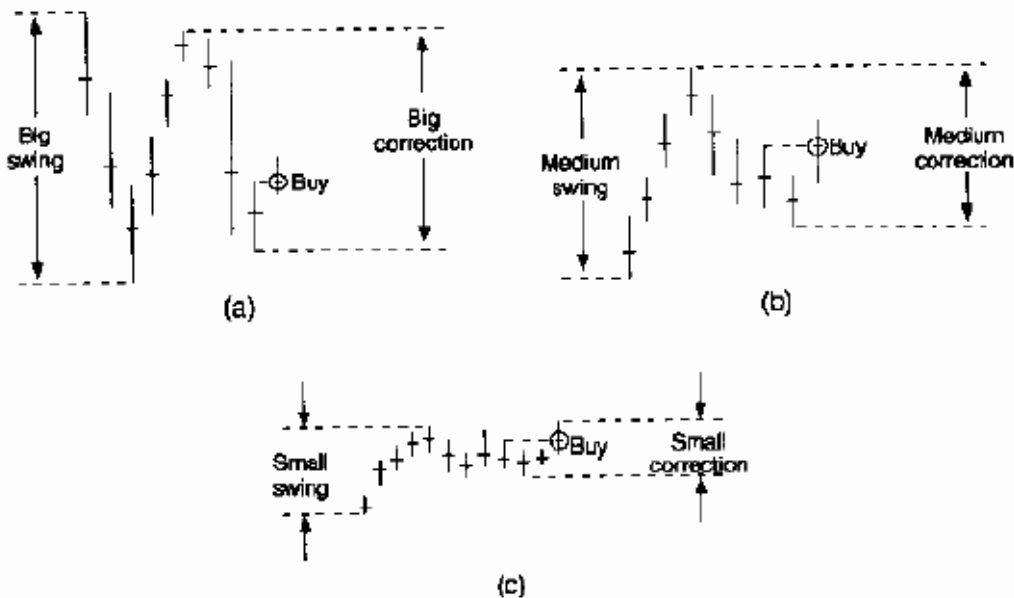 Big
swing
Buy
Big
correction
(a)
Medium
swing
Buy
Medium
correction
(b)
Small
swing
Buy
Small
correction
(c)